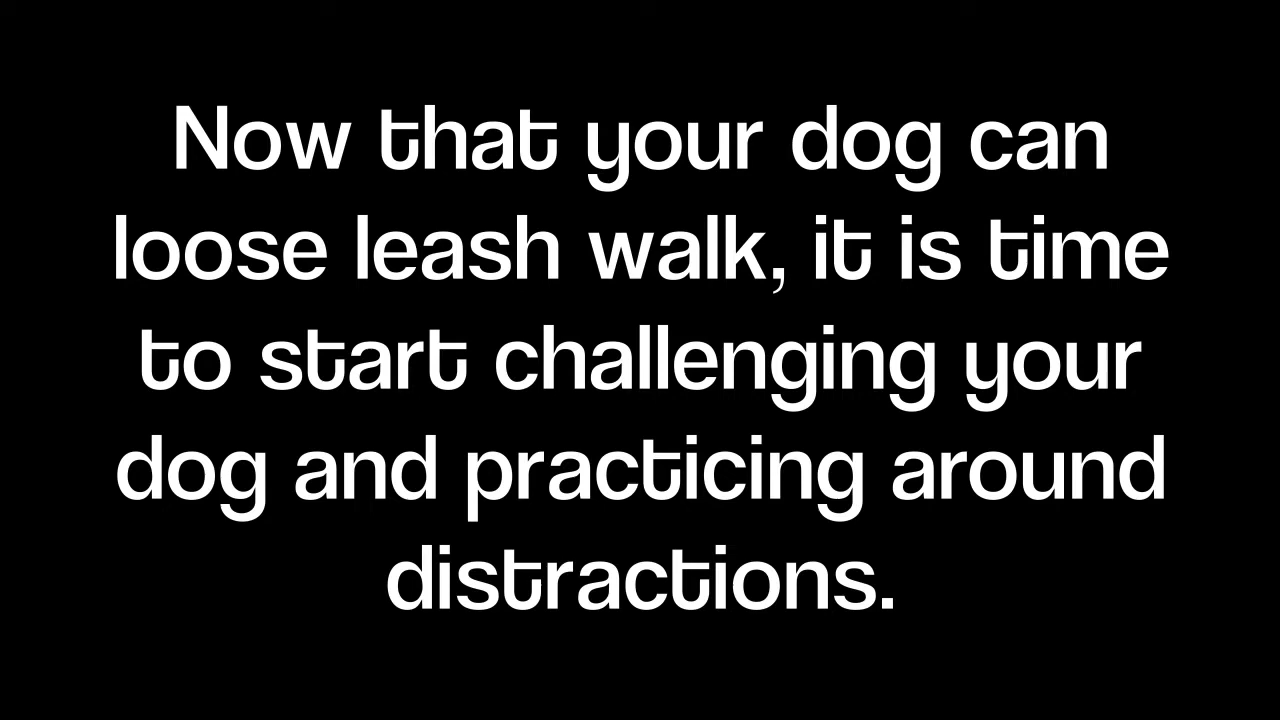 Now that your dog can
loose leash walk, it is time
to start challenging your
dog and practicing around
distractions.